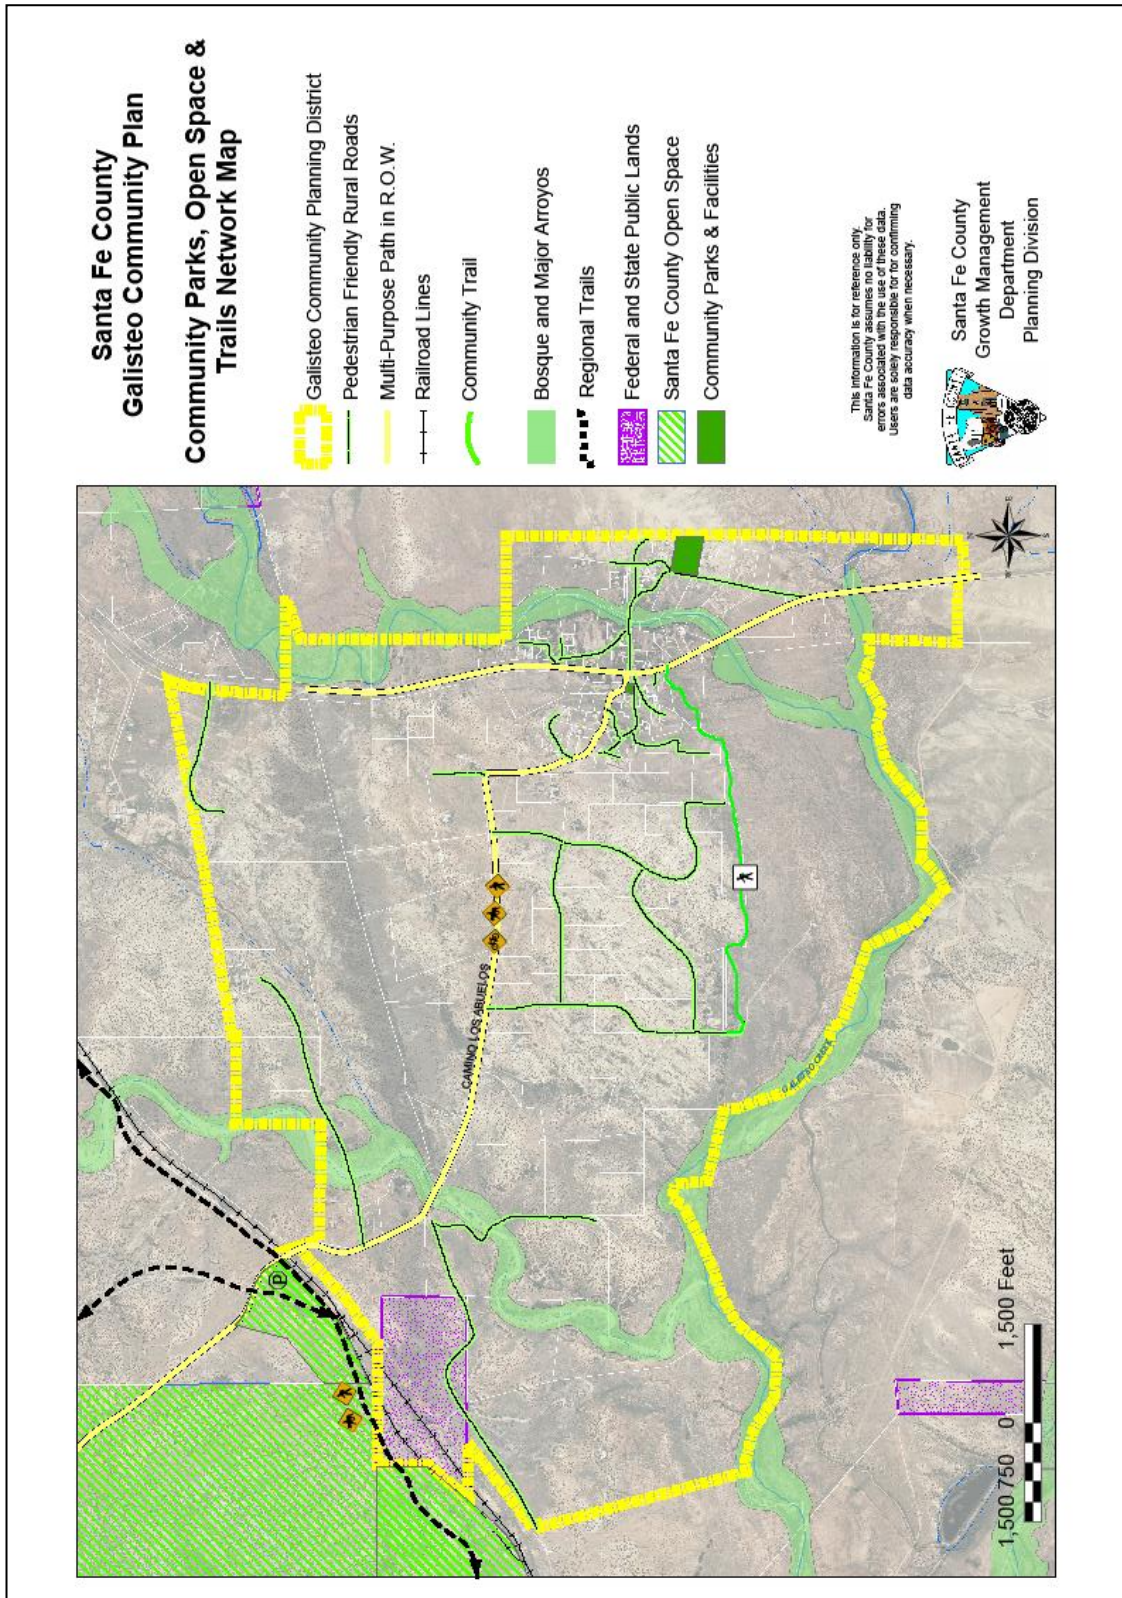 Santa Fe County
Galisteo Community Plan
Community Parks, Open Space &
Trails Network Map
Galisteo Community Planning District
Pedestrian Friendly Rural Roads
Multi-Purpose Path in R.O.W.
Railroad Lines
Community Trail
Bosque and Major Arroyos
Regional Trails
Federal and State Public Lands
Santa Fe County Open Space
Community Parks & Facilities
This information is for reference only.
Santa Fe County assumes no liability for
errors associated with the use of these data.
Users are solely responsible for confirming
data accuracy when necessary.
Santa Fe County
Growth Management
Department
Planning Division
CAMINO LOS ABUELOS
GALISTEO CREEK
P
1,500 750 0 1,500 Feet